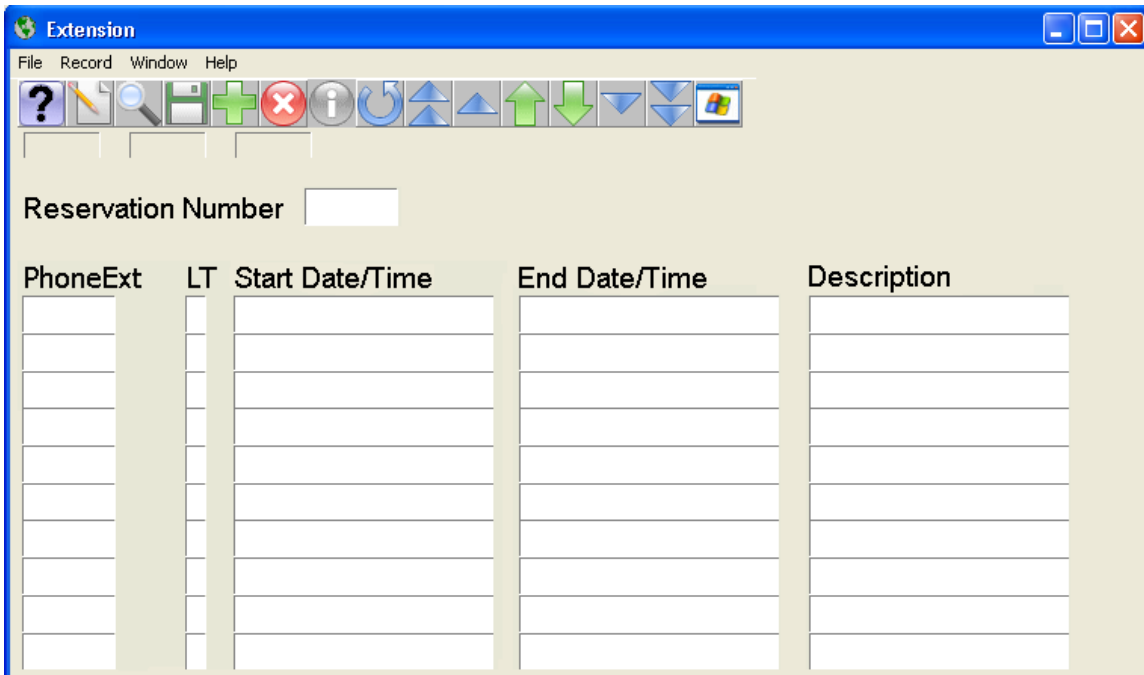 Extension
File Record Window Help
?
Reservation Number
PhoneExt LT Start Date/Time End Date/Time Description